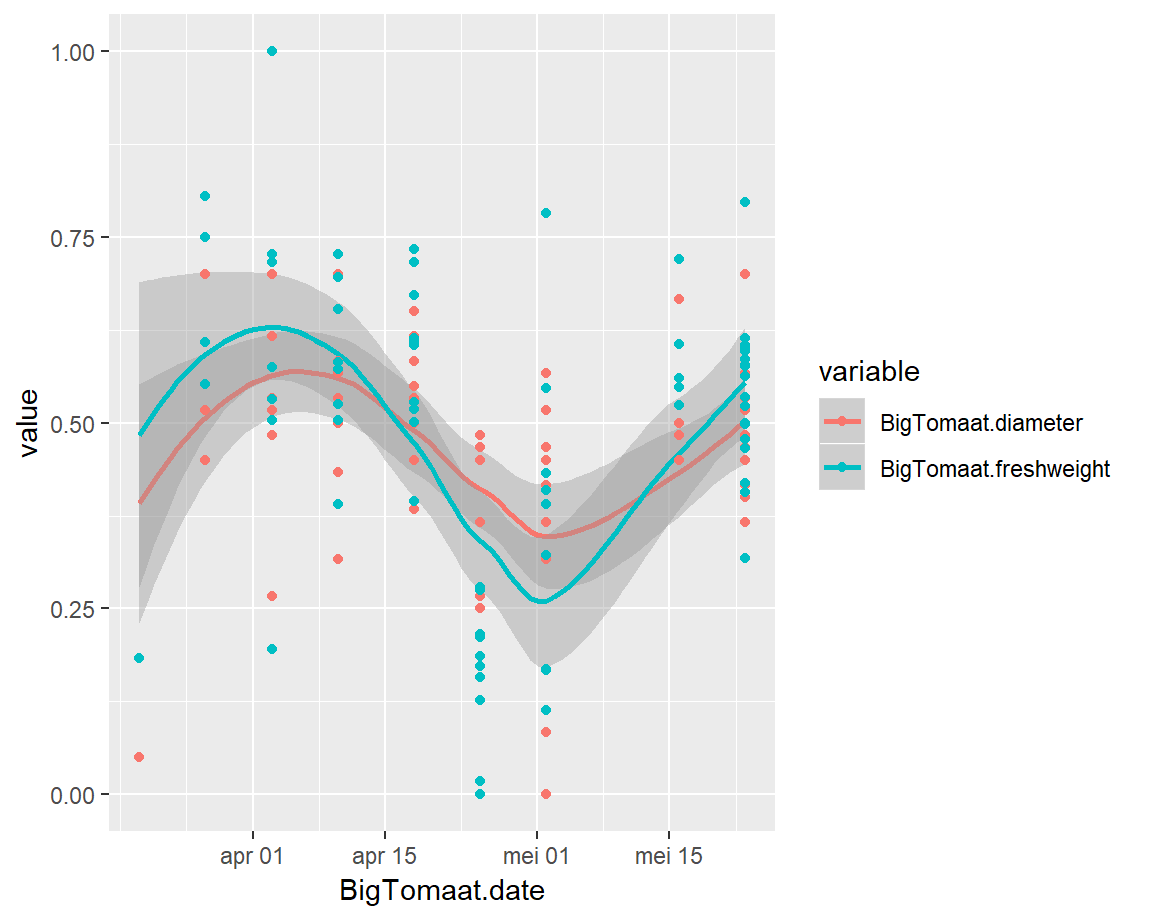 1.00
0.75
0.50
0.25
0.00
value
apr 01
apr 15
mei 01
mei 15
BigTomaat.date
variable
BigTomaat.diameter
BigTomaat.freshweight